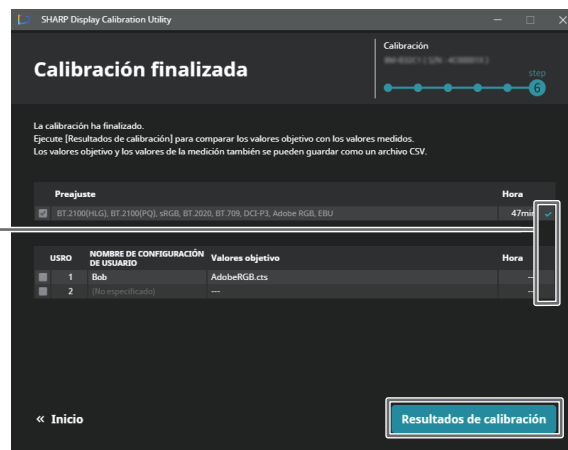 SHARP Display Calibration Utility
Calibración finalizada
Calibración
step
6
La calibración ha finalizado.
Ejecute [Resultados de calibración] para comparar los valores objetivo con los valores medidos.
Los valores objetivo y los valores de la medición también se pueden guardar como un archivo CSV.
Preajuste Hora
BT.2100(HLG), BT.2100(PQ), sRGB, BT.2020, BT.709, DCI-P3, Adobe RGB, EBU 47min
USRO NOMBRE DE CONFIGURACIÓN DE USUARIO Valores objetivo Hora
1 Bob AdobeRGB.cts --
2 (No especificado) --- --
« Inicio
Resultados de calibración